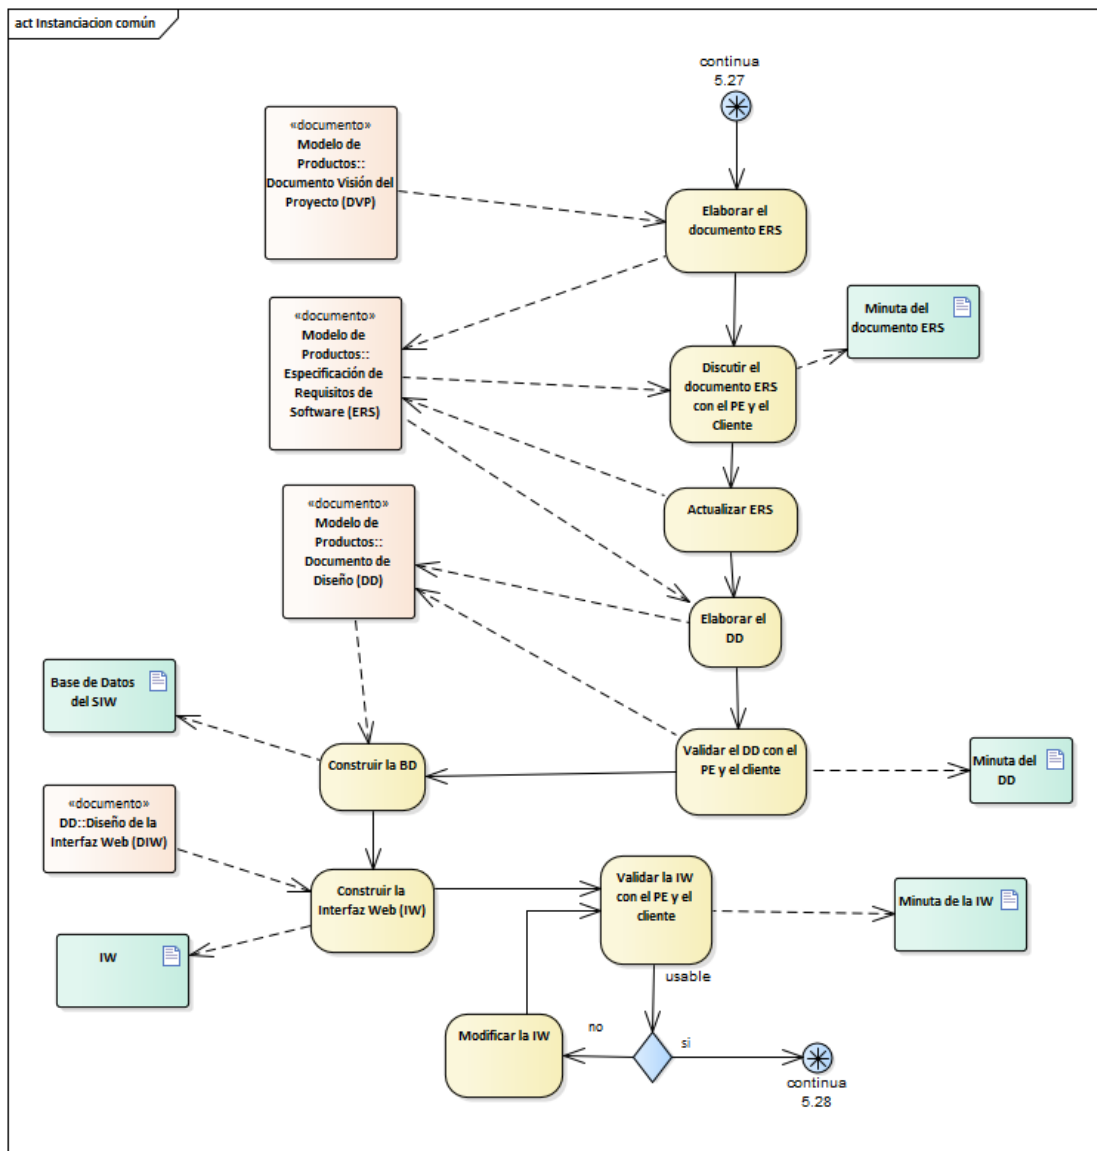 act Instanciacion común
continua
5.27
«documento»
Modelo de
Productos::
Documento Visión del
Proyecto (DVP)
Elaborar el
documento ERS
«documento»
Modelo de
Productos::
Especificación de
Requisitos de
Software (ERS)
Minuta del
documento ERS
Discutir el
documento ERS
con el PE y el
Cliente
«documento»
Modelo de
Productos::
Documento de
Diseño (DD)
Actualizar ERS
Elaborar el
DD
Base de Datos
del SIW
Construir la BD
Validar el DD con el
PE y el cliente
Minuta del
DD
«documento»
DD::Diseño de la
Interfaz Web (DIW)
Construir la
Interfaz Web (IW)
Validar la IW
con el PE y el
cliente
Minuta de la IW
IW
usable
Modificar la IW
no
si
continua
5.28